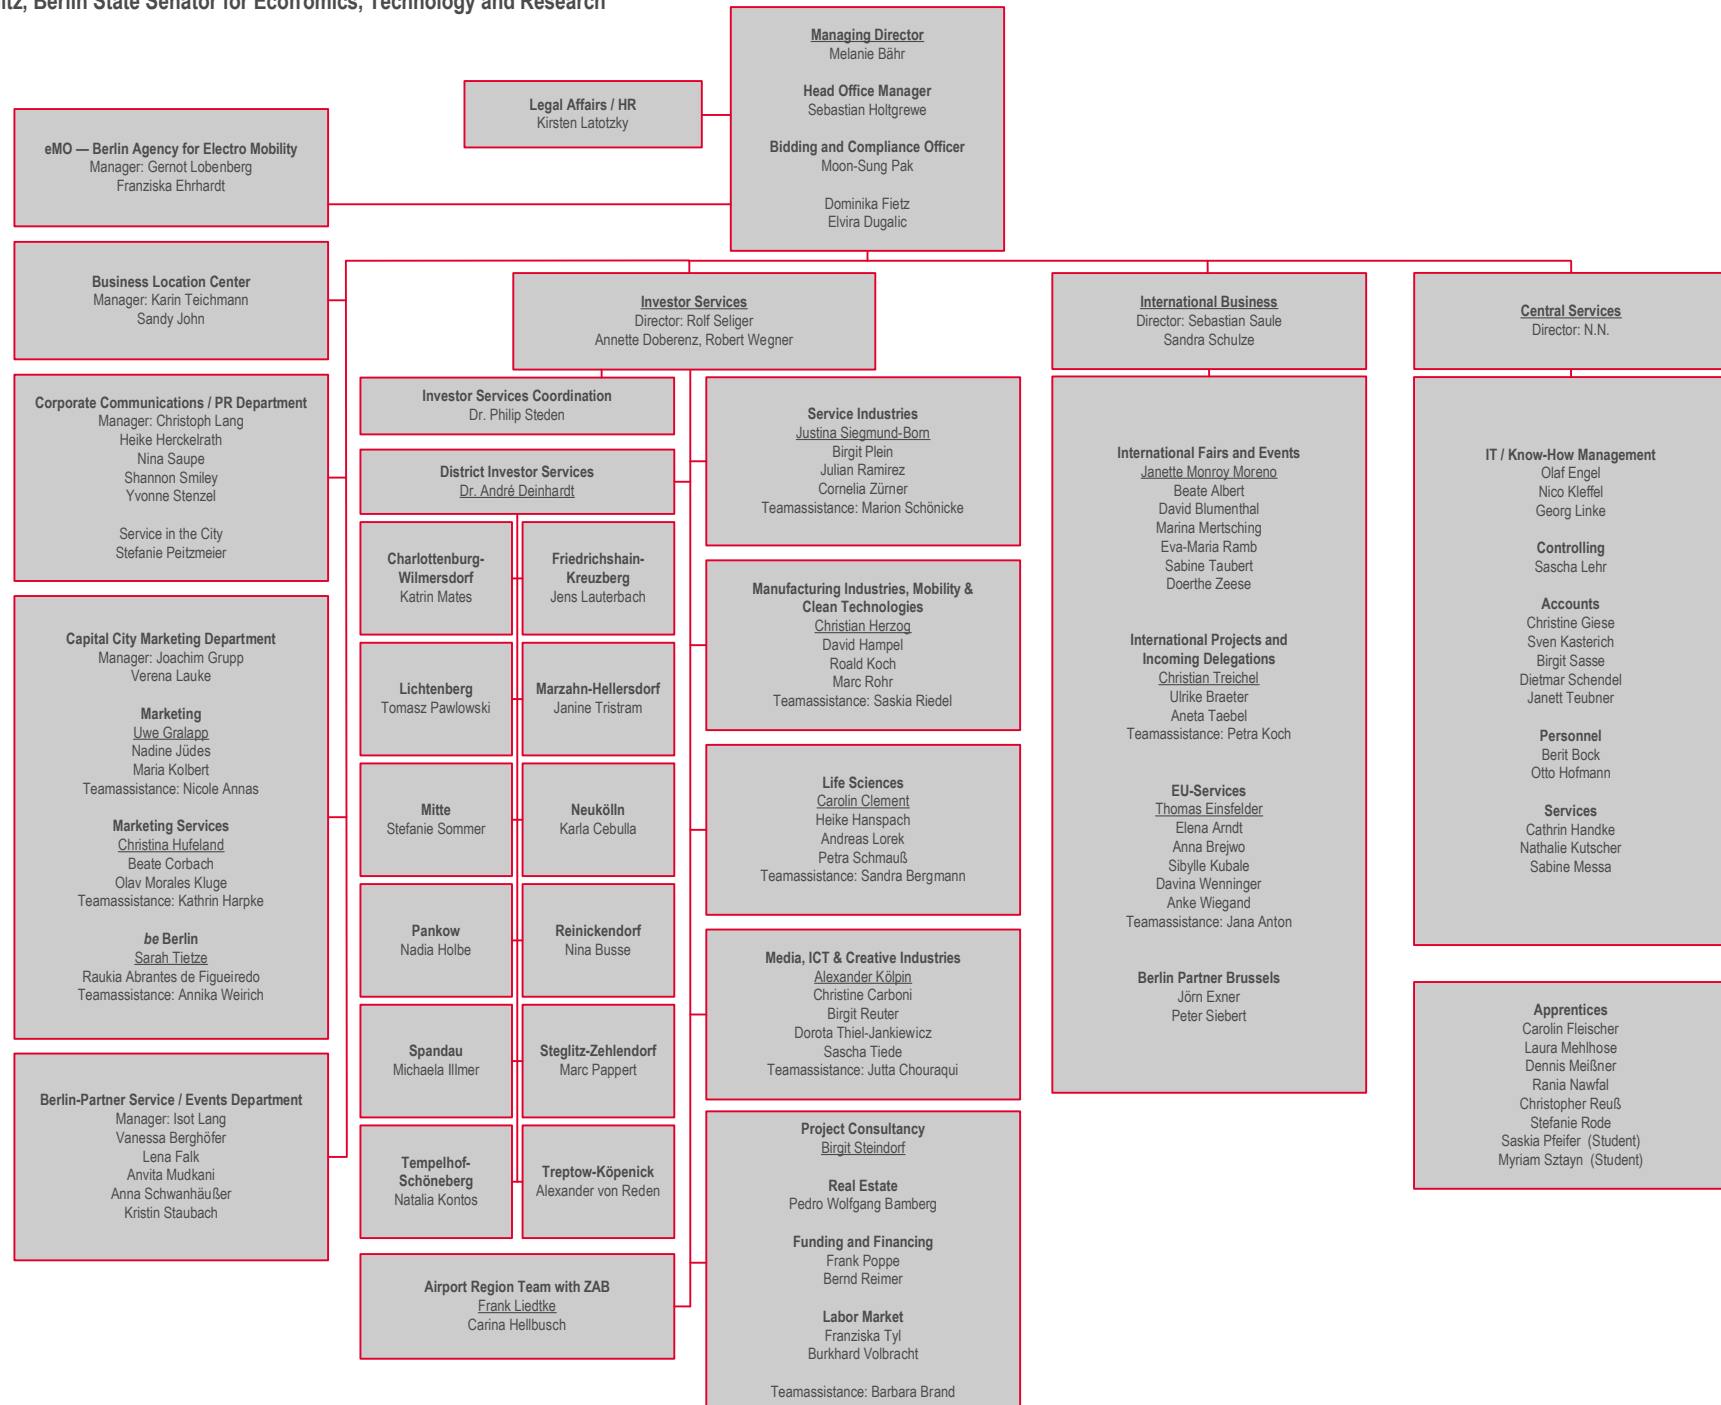 tz, Berlin State Senator for Economics, Technology and Research
Managing Director
Melanie Bähr
Head Office Manager
Sebastian Holtgrewe
Bidding and Compliance Officer
Moon-Sung Pak
Dominika Fietz
Elvira Dugalic
Legal Affairs / HR
Kirsten Latotzky
eMO — Berlin Agency for Electro Mobility
Manager: Gernot Lobenberg
Franziska Ehrhardt
Business Location Center
Manager: Karin Teichmann
Sandy John
Corporate Communications / PR Department
Manager: Christoph Lang
Heike Herckelrath
Nina Saupe
Shannon Smiley
Yvonne Stenzel
Service in the City
Stefanie Peitzmeier
Capital City Marketing Department
Manager: Joachim Grupp
Verena Lauke
Marketing
Uwe Gralapp
Nadine Jüdes
Maria Kolbert
Teamassistance: Nicole Annas
Marketing Services
Christina Hufeland
Beate Corbach
Olav Morales Kluge
Teamassistance: Kathrin Harpke
be Berlin
Sarah Tietze
Raukia Abrantes de Figueiredo
Teamassistance: Annika Weirich
Berlin-Partner Service / Events Department
Manager: Isot Lang
Vanessa Berghöfer
Lena Falk
Anvita Mudkani
Anna Schwanhäußer
Kristin Staubach
Investor Services
Director: Rolf Seliger
Annette Doberenz, Robert Wegner
Investor Services Coordination
Dr. Philip Steden
District Investor Services
Dr. André Deinhardt
Charlottenburg-
Wilmersdorf
Katrin Mates
Friedrichshain-
Kreuzberg
Jens Lauterbach
Lichtenberg
Tomasz Pawlowski
Marzahn-Hellersdorf
Janine Tristram
Mitte
Stefanie Sommer
Neukölln
Karla Cebulla
Pankow
Nadia Holbe
Reinickendorf
Nina Busse
Spandau
Michaela Illmer
Steglitz-Zehlendorf
Marc Pappert
Tempelhof-
Schöneberg
Natalia Kontos
Treptow-Köpenick
Alexander von Reden
Airport Region Team with ZAB
Frank Liedtke
Carina Hellbusch
Service Industries
Justina Siegmund-Born
Birgit Plein
Julian Ramirez
Cornelia Zürner
Teamassistance: Marion Schönicke
Manufacturing Industries, Mobility &
Clean Technologies
Christian Herzog
David Hampel
Roald Koch
Marc Rohr
Teamassistance: Saskia Riedel
Life Sciences
Carolin Clement
Heike Hanspach
Andreas Lorek
Petra Schmauß
Teamassistance: Sandra Bergmann
Media, ICT & Creative Industries
Alexander Kölpin
Christine Carboni
Birgit Reuter
Dorota Thiel-Jankiewicz
Sascha Tiede
Teamassistance: Jutta Chouraqui
Project Consultancy
Birgit Steindorf
Real Estate
Pedro Wolfgang Bamberg
Funding and Financing
Frank Poppe
Bernd Reimer
Labor Market
Franziska Tyl
Burkhard Volbracht
Teamassistance: Barbara Brand
International Business
Director: Sebastian Saule
Sandra Schulze
International Fairs and Events
Janette Monroy Moreno
Beate Albert
David Blumenthal
Marina Mertsching
Eva-Maria Ramb
Sabine Taubert
Doerthe Zeese
International Projects and
Incoming Delegations
Christian Treichel
Ulrike Braeter
Aneta Taebel
Teamassistance: Petra Koch
EU-Services
Thomas Einsfelder
Elena Arndt
Anna Brejwo
Sibylle Kubale
Davina Wenninger
Anke Wiegand
Teamassistance: Jana Anton
Berlin Partner Brussels
Jörn Exner
Peter Siebert
Central Services
Director: N.N.
IT / Know-How Management
Olaf Engel
Nico Kleffel
Georg Linke
Controlling
Sascha Lehr
Accounts
Christine Giese
Sven Kasterich
Birgit Sasse
Dietmar Schendel
Janett Teubner
Personnel
Berit Bock
Otto Hofmann
Services
Cathrin Handke
Nathalie Kutscher
Sabine Messa
Apprentices
Carolin Fleischer
Laura Mehlhose
Dennis Meißner
Rania Nawfal
Christopher Reuß
Stefanie Rode
Saskia Pfeifer (Student)
Myriam Sztayn (Student)